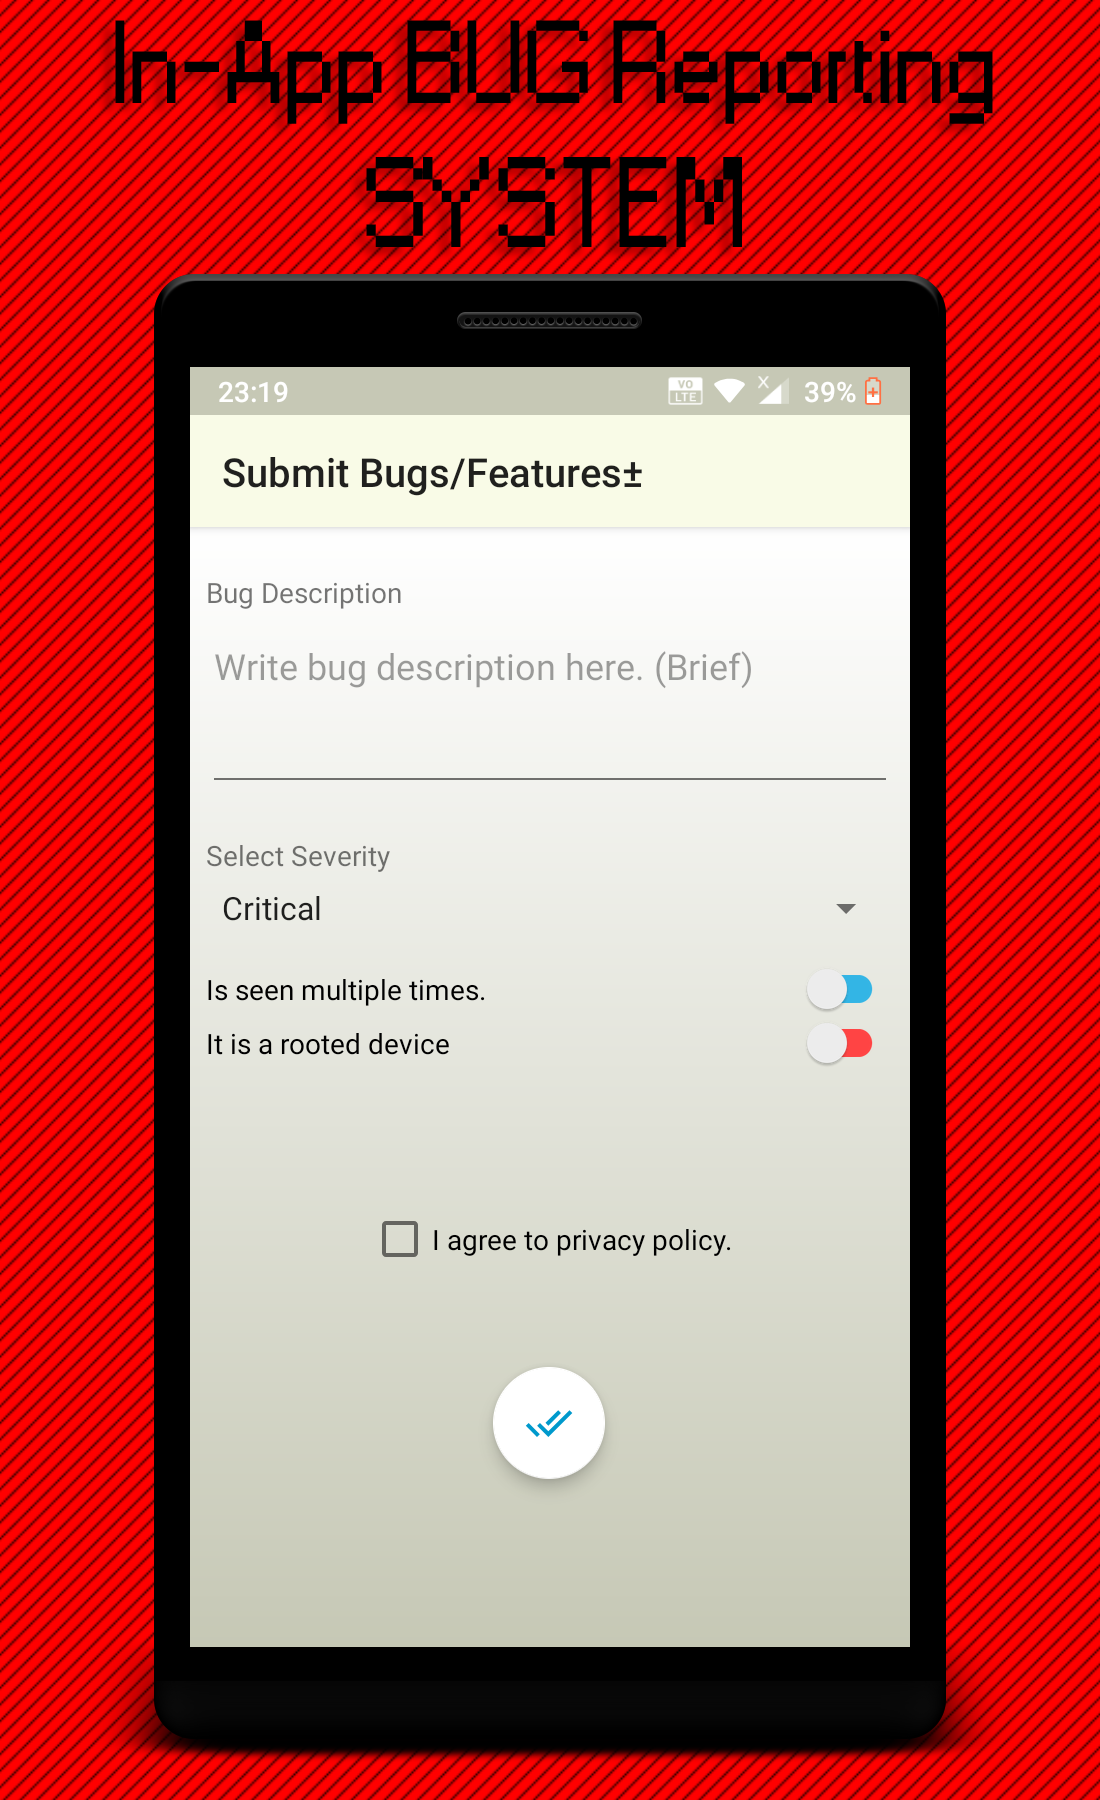 In-App BUG Reporting
SYSTEM
23:19
VO
LTE
X
39%
Submit Bugs/Features±
Bug Description
Write bug description here. (Brief)
Select Severity
Critical
Is seen multiple times.
It is a rooted device
I agree to privacy policy.